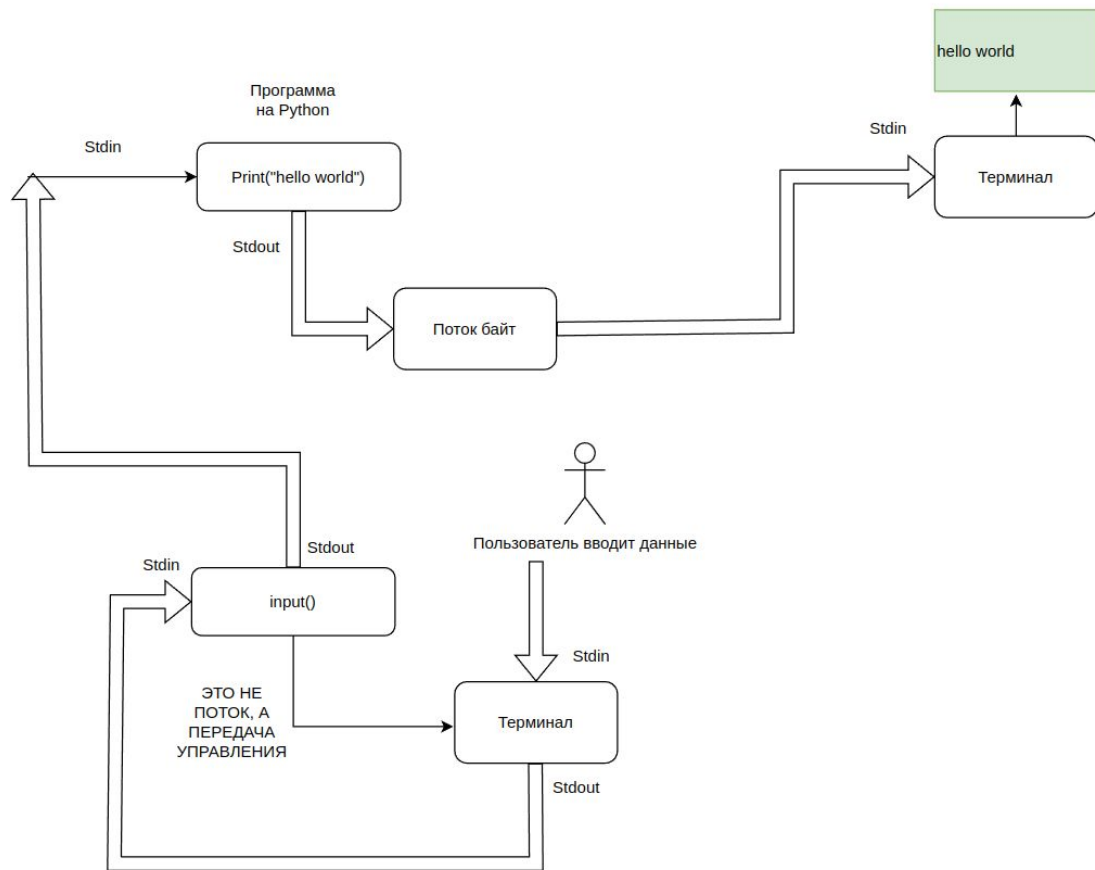 hello world
Программа
на Python
Stdin
Stdin
Print("hello world")
Терминал
Stdout
Поток байт
Пользователь вводит данные
Stdout
Stdin
input()
Stdin
ЭТО НЕ
ПОТОК, А
ПЕРЕДАЧА
УПРАВЛЕНИЯ
Терминал
Stdout